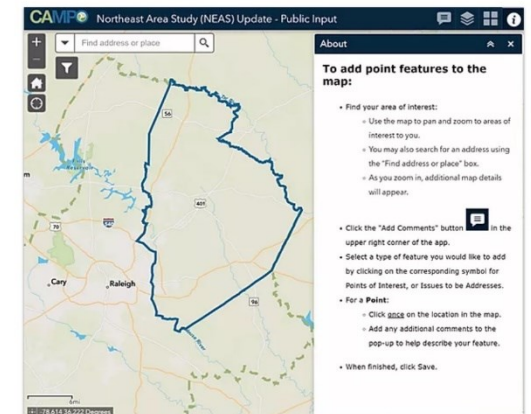 CAMPO Northeast Area Study (NEAS) Update - Public Input
Find address or place
About
To add point features to the
map:
• Find your area of interest:
Use the map to pan and zoom to areas of
interest to you.
You may also search for an address using
the "Find address or place" box.
As you zoom in, additional map details
will appear.
• Click the "Add Comments" button in the
upper right corner of the app.
• Select a type of feature you would like to add
by clicking on the corresponding symbol for
Points of Interest, or Issues to be Addresses.
• For a Point:
Click once on the location in the map.
Add any additional comments to the
pop-up to help describe your feature.
• When finished, click Save.
56
401
70
Cary
Raleigh
96
6mi
-78.614 36.222 Degrees